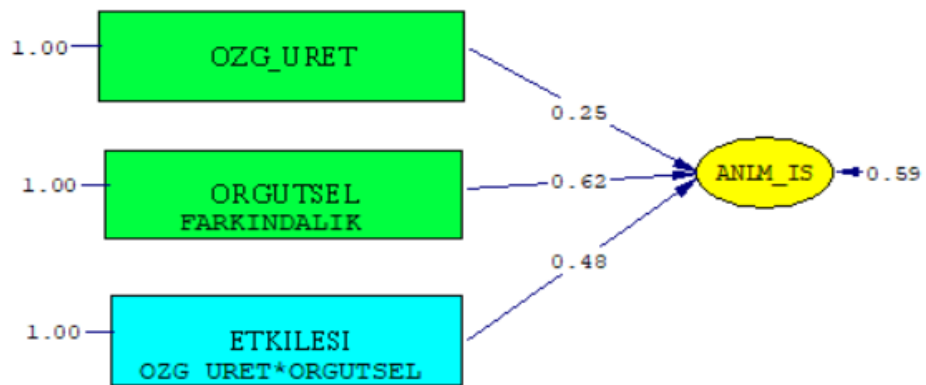 1.00
OZG_URET
0.25
1.00
ORGUTSEL
FARKINDALIK
0.62
ANLM_IS
0.59
0.48
1.00
ETKILESI
OZG URET*ORGUTSEL